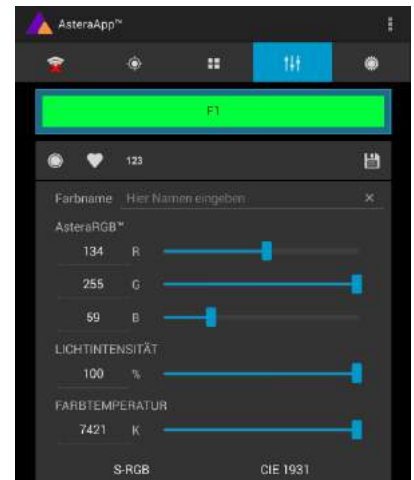 AsteraApp™
F1
123
Farbname Hier Namen eingeben
AsteraRGB™
134 R
255 G
59 B
LICHTINTENSITÄT
100 %
FARBTEMPERATUR
7421 K
S-RGB CIE 1931